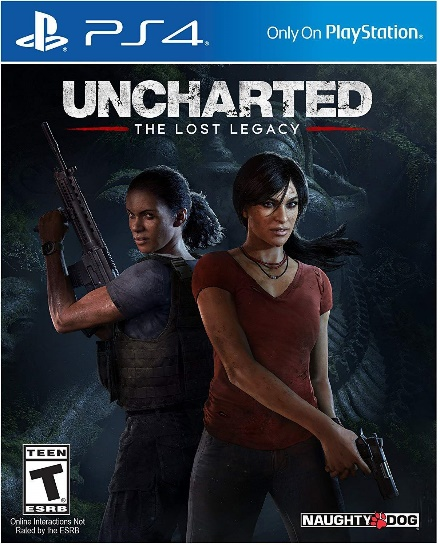 PS4
Only On PlayStation®
UNCHARTED
THE LOST LEGACY
TEEN
T
ESRB
Online Interactions Not
Rated by the ESRB
NAUGHTY DOG